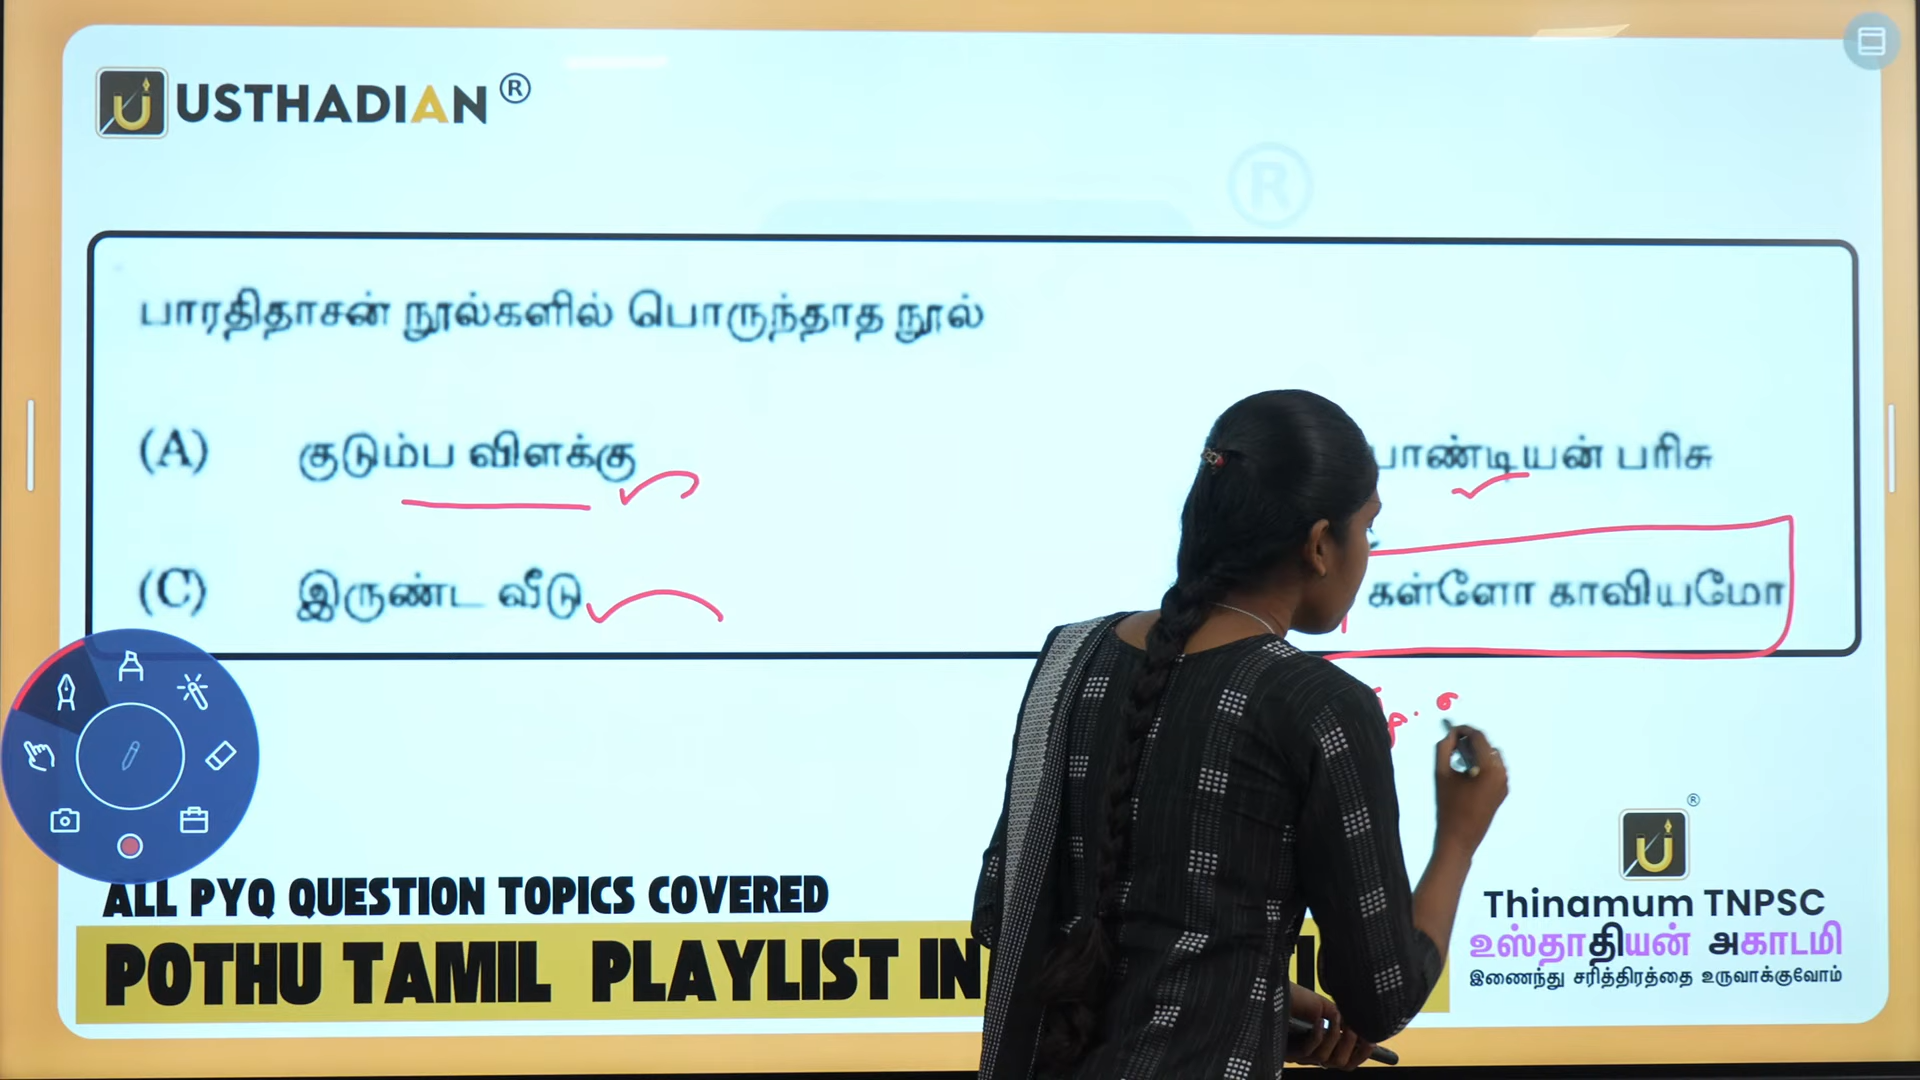 USTHADIAN ®
®
பாரதிதாசன் நூல்களில் பொருந்தாத நூல்
(A) குடும்ப விளக்கு பாண்டியன் பரிசு
(C) இருண்ட வீடு கள்ளோ காவியமோ
®
ALL PYQ QUESTION TOPICS COVERED
POTHU TAMIL PLAYLIST IN
Thinamum TNPSC
உஸ்தாதியன் அகாடமி
இணைந்து சரித்திரத்தை உருவாக்குவோம்